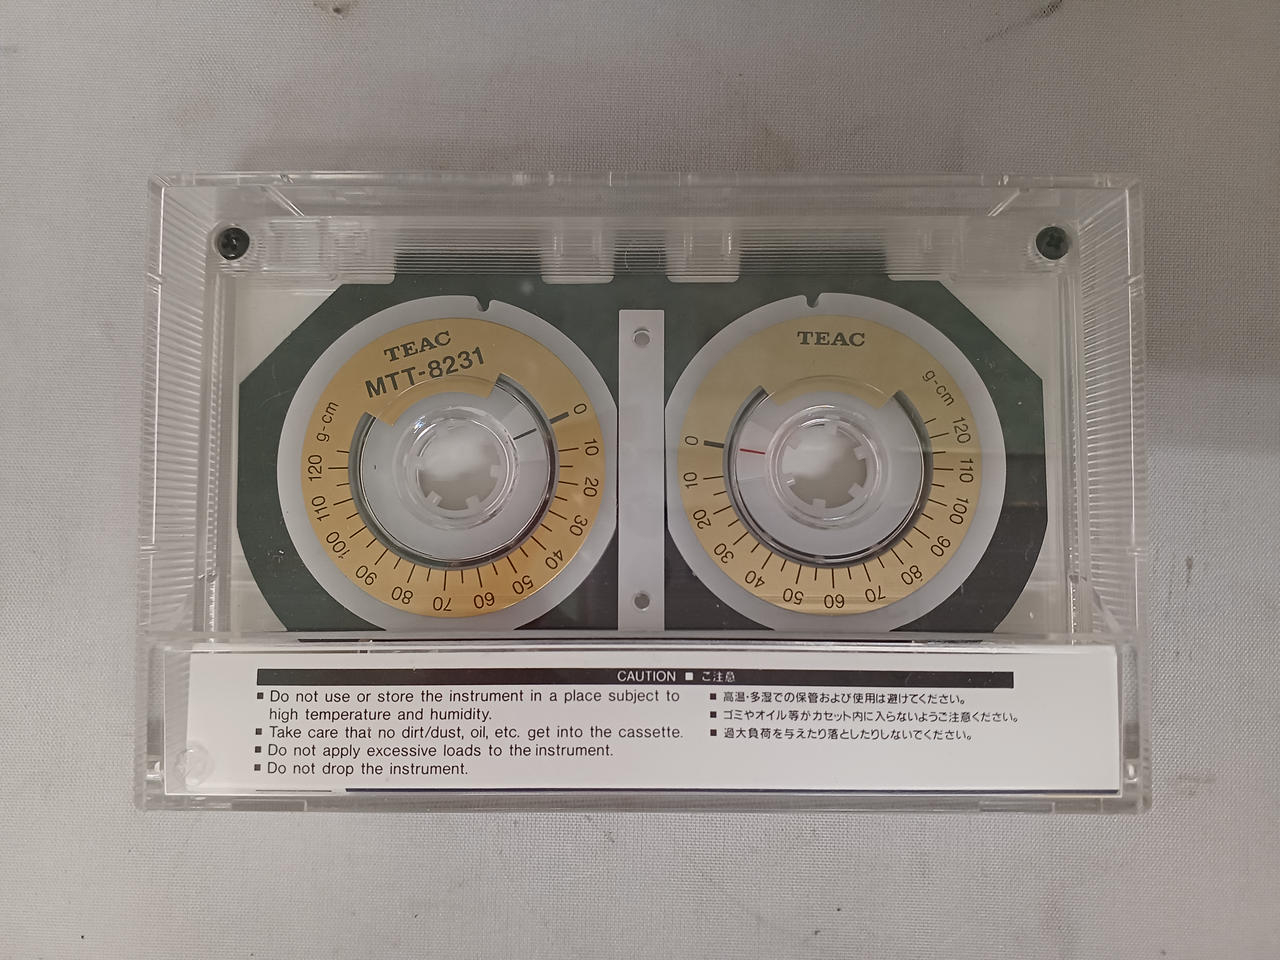 TEAC
MTT-8231
g-cm
0
10
20
30
40
50
60
70
80
90
100
110
120
TEAC
g-cm
0
10
20
30
40
50
60
70
80
90
100
110
120
CAUTION ■ ご注意
■ Do not use or store the instrument in a place subject to
high temperature and humidity.
■ Take care that no dirt/dust, oil, etc. get into the cassette.
■ Do not apply excessive loads to the instrument.
■ Do not drop the instrument.
■ 高温・多湿での保管および使用は避けてください。
■ ゴミやオイル等がカセット内に入らないようご注意ください。
■ 過大負荷を与えたり落としたりしないでください。